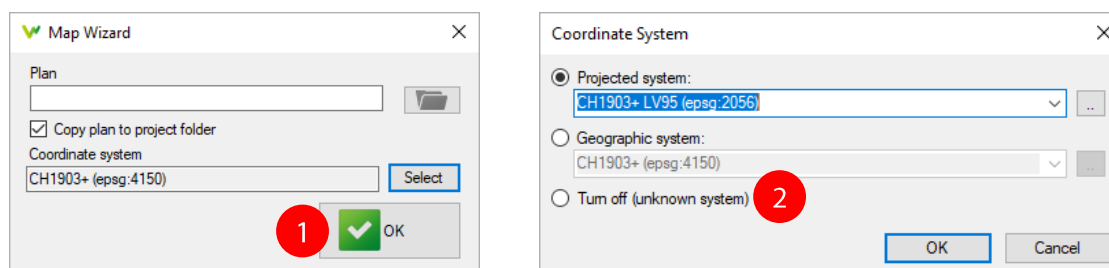 Map Wizard
Plan
Copy plan to project folder
Coordinate system
CH1903+ (epsg:4150)
Select
1
OK
Coordinate System
Projected system:
CH1903+ LV95 (epsg:2056)
..
Geographic system:
CH1903+ (epsg:4150)
..
Turn off (unknown system)
2
OK
Cancel